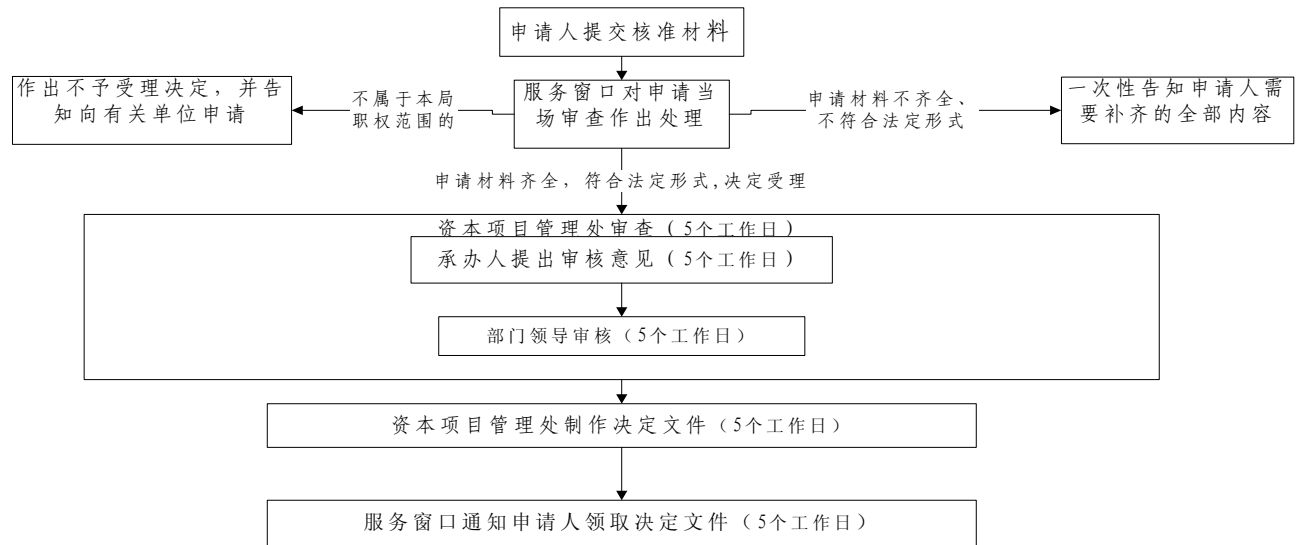 申请人提交核准材料
作出不予受理决定，并告
知向有关单位申请
不属于本局
职权范围的
服务窗口对申请当
场审查作出处理
申请材料不齐全、
不符合法定形式
一次性告知申请人需
要补齐的全部内容
申请材料齐全，符合法定形式,决定受理
资本项目管理处审查（5个工作日）
承办人提出审核意见（5个工作日）
部门领导审核（5个工作日）
资本项目管理处制作决定文件（5个工作日）
服务窗口通知申请人领取决定文件（5个工作日）